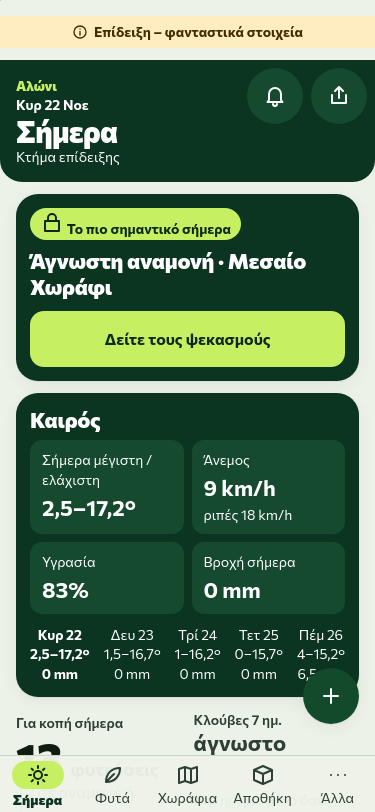 Επίδειξη – φανταστικά στοιχεία
Αλώνι
Κυρ 22 Νοε
Σήμερα
Κτήμα επίδειξης
Το πιο σημαντικό σήμερα
Άγνωστη αναμονή · Μεσαίο
Χωράφι
Δείτε τους ψεκασμούς
Καιρός
Σήμερα μέγιστη /
ελάχιστη
2,5–17,2°
Άνεμος
9 km/h
ριπές 18 km/h
Υγρασία
83%
Βροχή σήμερα
0 mm
Κυρ 22 Δευ 23 Τρί 24 Τετ 25 Πέμ 26
2,5–17,2° 1,5–16,7° 1–16,2° 0–15,7° 4–15,2°
0 mm 0 mm 0 mm 0 mm
Για κοπή σήμερα
Κλούβες 7 ημ.
άγνωστο
Σήμερα Φυτά Χωράφια Αποθήκη Άλλα